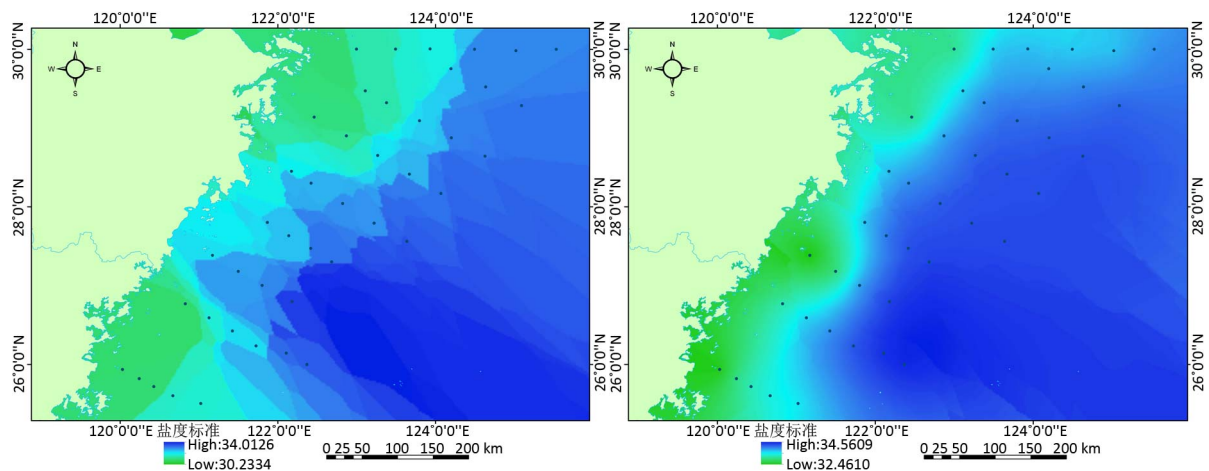 120°0′0″E 122°0′0″E 124°0′0″E
30°0′0″N
28°0′0″N
26°0′0″N
N
W E
S
30°0′0″N
28°0′0″N
26°0′0″N
120°0′0″E 122°0′0″E 124°0′0″E
盐度标准
High:34.0126
Low:30.2334
0 25 50 100 150 200 km
120°0′0″E 122°0′0″E 124°0′0″E
30°0′0″N
28°0′0″N
26°0′0″N
N
W E
S
30°0′0″N
28°0′0″N
26°0′0″N
120°0′0″E 122°0′0″E 124°0′0″E
盐度标准
High:34.5609
Low:32.4610
0 25 50 100 150 200 km